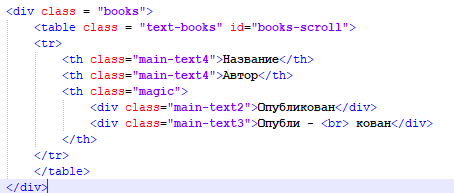 <div class = "books">
<table class = "text-books" id="books-scroll">
<tr>
<th class="main-text4">Название</th>
<th class="main-text4">Автор</th>
<th class="magic">
<div class="main-text2">Опубликован</div>
<div class="main-text3">Опубли - <br> кован</div>
</th>
</tr>
</table>
</div>